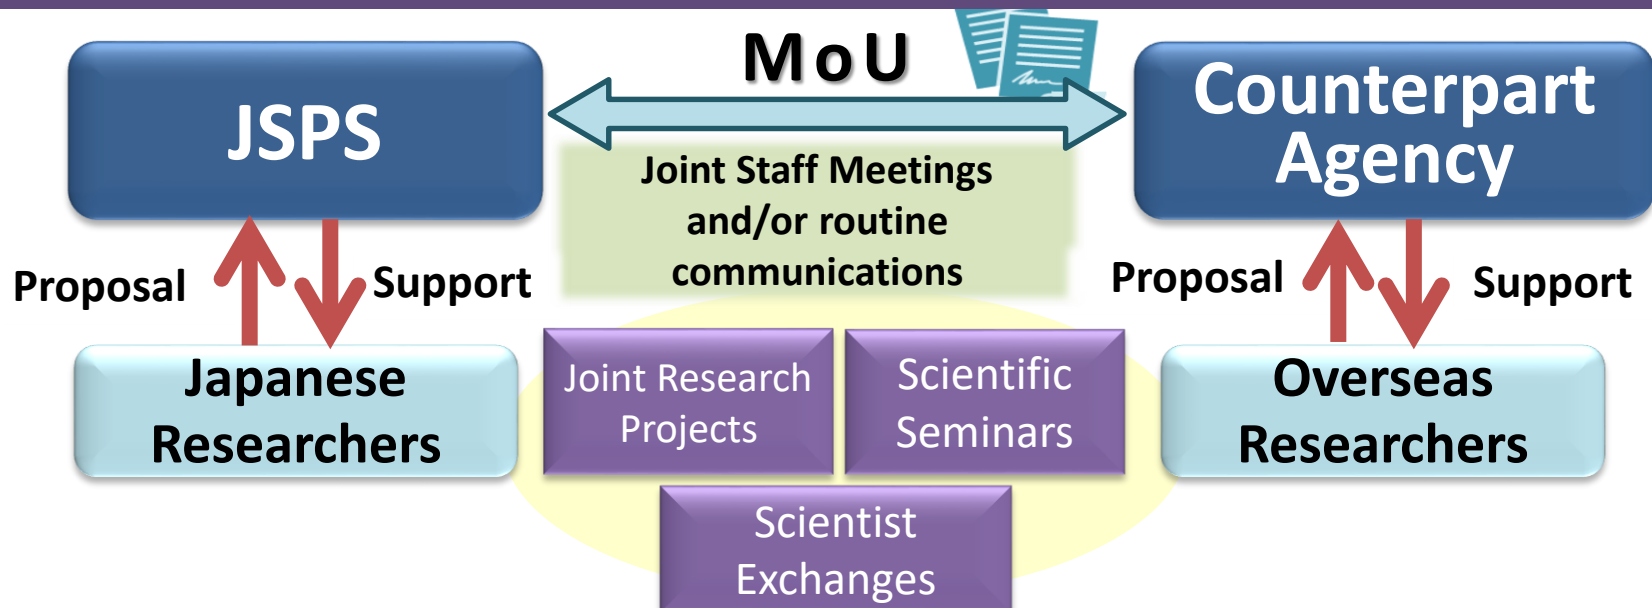 MoU
JSPS
Counterpart
Agency
Joint Staff Meetings
and/or routine
communications
Proposal
Support
Proposal
Support
Japanese
Researchers
Joint Research
Projects
Scientific
Seminars
Overseas
Researchers
Scientist
Exchanges